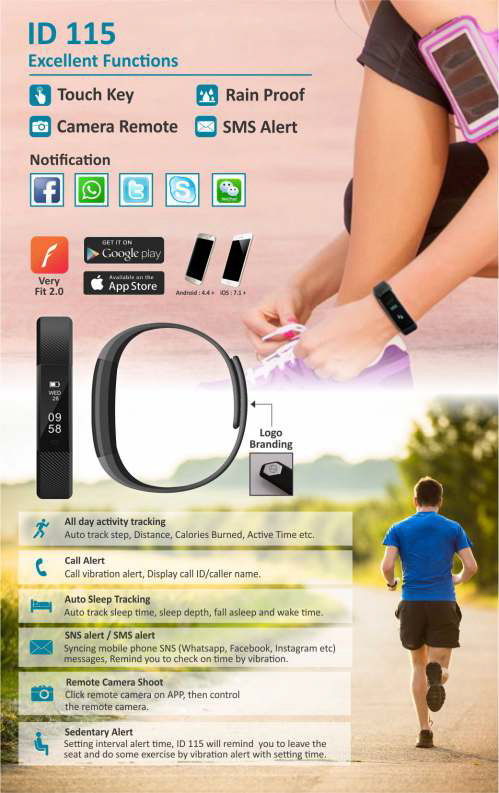 ID 115
Excellent Functions
Touch Key
Rain Proof
Camera Remote
SMS Alert
Notification
WeChat
Very
Fit 2.0
GET IT ON
Google play
Available on the
App Store
Android : 4.4 +
iOS : 7.1 +
WED
28
09
58
Logo
Branding
All day activity tracking
Auto track step, Distance, Calories Burned, Active Time etc.
Call Alert
Call vibration alert, Display call ID/caller name.
Auto Sleep Tracking
Auto track sleep time, sleep depth, fall asleep and wake time.
SNS alert / SMS alert
Syncing mobile phone SNS (Whatsapp, Facebook, Instagram etc)
messages, Remind you to check on time by vibration.
Remote Camera Shoot
Click remote camera on APP, then control
the remote camera.
Sedentary Alert
Setting interval alert time, ID 115 will remind you to leave the
seat and do some exercise by vibration alert with setting time.